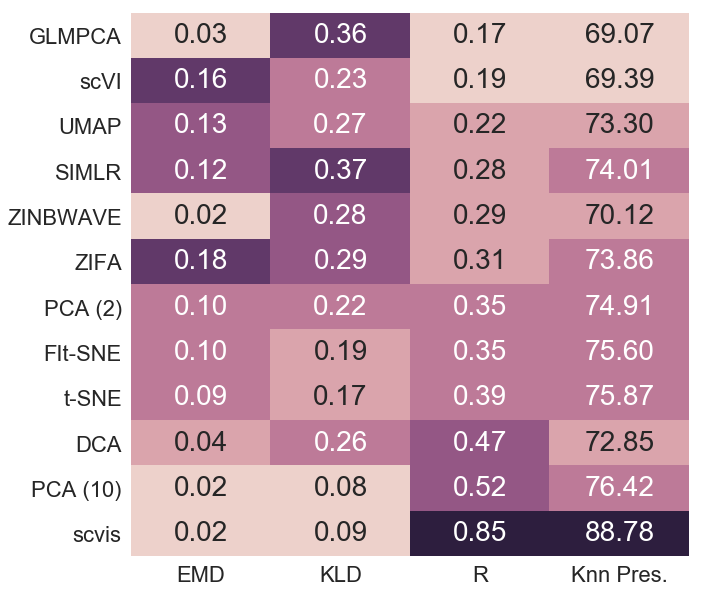 GLMPCA 0.03 0.36 0.17 69.07
scVI 0.16 0.23 0.19 69.39
UMAP 0.13 0.27 0.22 73.30
SIMLR 0.12 0.37 0.28 74.01
ZINBWAVE 0.02 0.28 0.29 70.12
ZIFA 0.18 0.29 0.31 73.86
PCA (2) 0.10 0.22 0.35 74.91
FIt-SNE 0.10 0.19 0.35 75.60
t-SNE 0.09 0.17 0.39 75.87
DCA 0.04 0.26 0.47 72.85
PCA (10) 0.02 0.08 0.52 76.42
scvis 0.02 0.09 0.85 88.78
EMD KLD R Knn Pres.